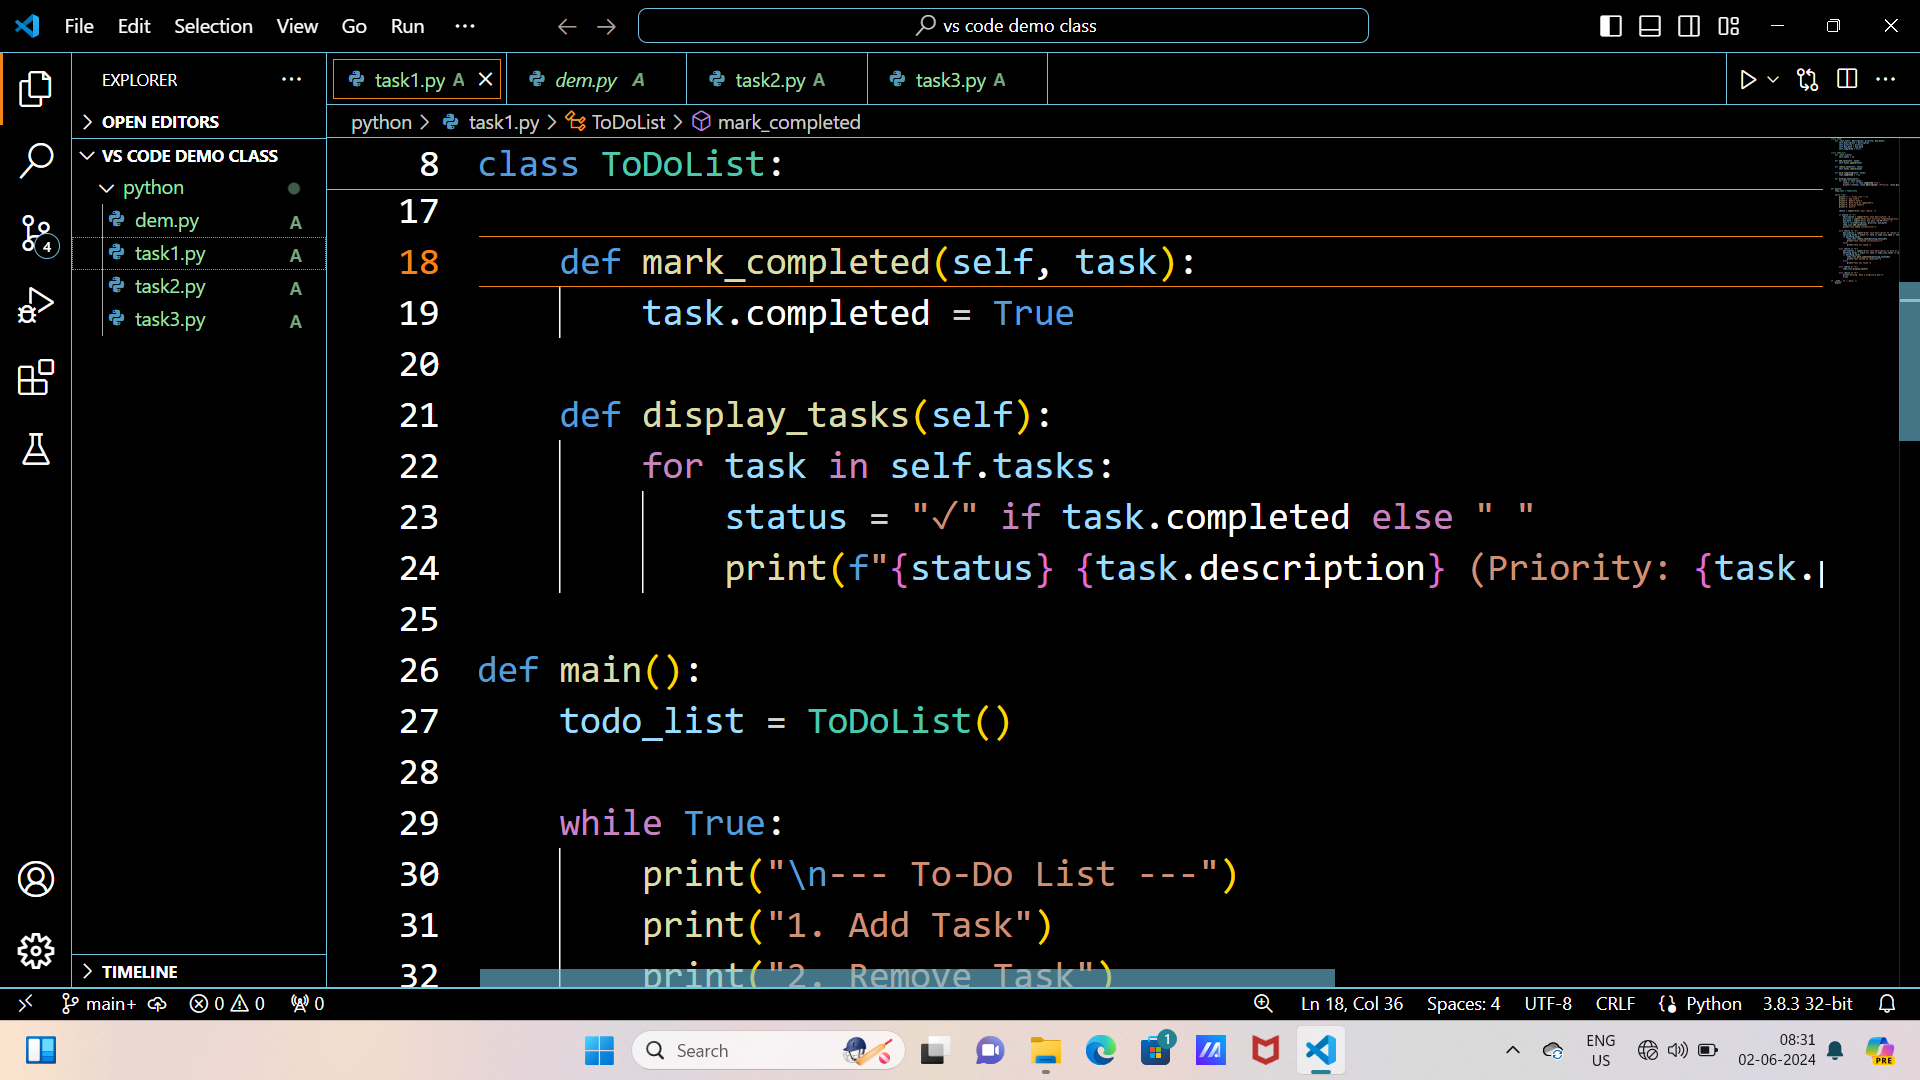 File Edit Selection View Go Run ···
vs code demo class
EXPLORER
OPEN EDITORS
VS CODE DEMO CLASS
python
dem.py A
task1.py A
task2.py A
task3.py A
TIMELINE
4
task1.py A
dem.py A
task2.py A
task3.py A
python > task1.py > ToDoList > mark_completed
8 class ToDoList:
17
18 def mark_completed(self, task):
19 task.completed = True
20
21 def display_tasks(self):
22 for task in self.tasks:
23 status = "✓" if task.completed else " "
24 print(f"{status} {task.description} (Priority: {task.p
25
26 def main():
27 todo_list = ToDoList()
28
29 while True:
30 print("\n--- To-Do List ---")
31 print("1. Add Task")
32 print("2. Remove Task")
main+ 0 0 0
Ln 18, Col 36 Spaces: 4 UTF-8 CRLF Python 3.8.3 32-bit
Search
1
ENG
US
08:31
02-06-2024
PRE